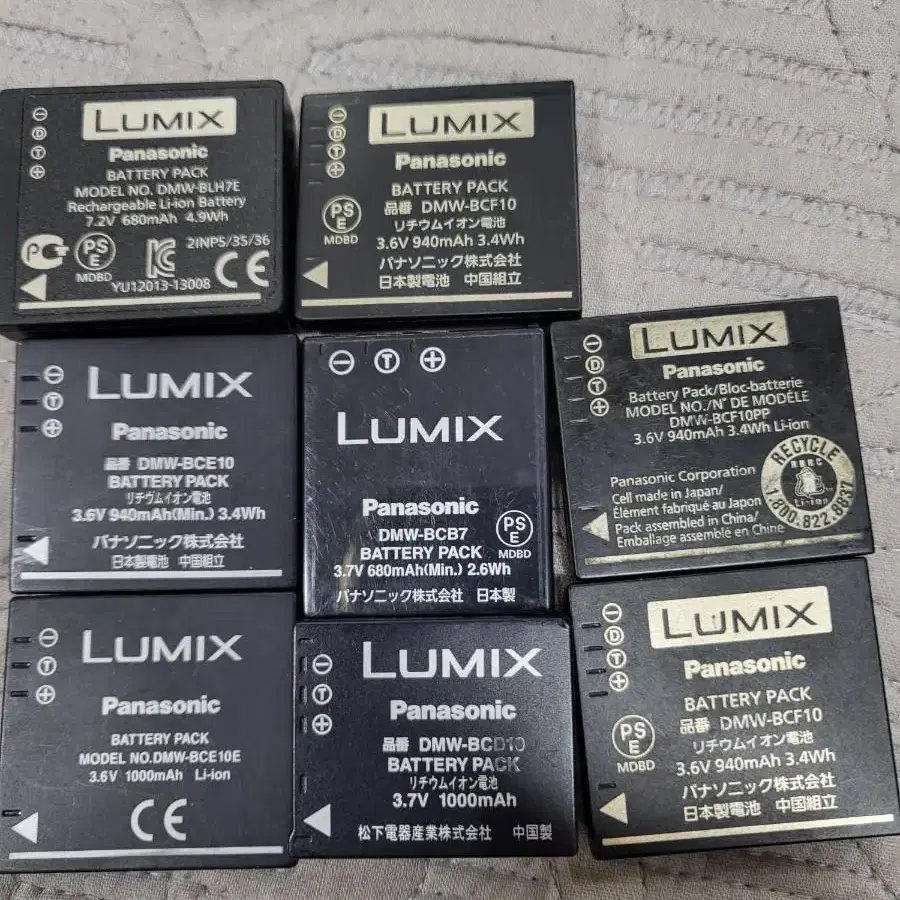 LUMIX
Panasonic
BATTERY PACK
MODEL NO. DMW-BLH7E
Rechargeable Li-ion Battery
7.2V 680mAh 4.9Wh
2INP5/35/36
PS
E
MDBD
CE
YU12013-13008
D
T
LUMIX
Panasonic
BATTERY PACK
品番 DMW-BCF10
リチウムイオン電池
3.6V 940mAh 3.4Wh
パナソニック株式会社
日本製電池 中国組立
PS
E
MDBD
D
T
LUMIX
Panasonic
品番 DMW-BCE10
BATTERY PACK
リチウムイオン電池
3.6V 940mAh(Min.) 3.4Wh
パナソニック株式会社
日本製電池 中国組立
T
T
LUMIX
Panasonic
DMW-BCB7
BATTERY PACK
3.7V 680mAh(Min.) 2.6Wh
パナソニック株式会社 日本製
PS
E
MDBD
LUMIX
Panasonic
Battery Pack/Bloc-batterie
MODEL NO./N° DE MODÈLE
DMW-BCF10PP
3.6V 940mAh 3.4Wh Li-ion
Panasonic Corporation
Cell made in Japan/
Élément fabriqué au Japon
Pack assembled in China/
Emballage assemblé en Chine
RECYCLE
RBRC
Li-ion
1.800.822.8837
D
T
LUMIX
Panasonic
BATTERY PACK
MODEL NO.DMW-BCE10E
3.6V 1000mAh Li-ion
CE
T
LUMIX
Panasonic
品番 DMW-BCD10
BATTERY PACK
リチウムイオン電池
3.7V 1000mAh
松下電器産業株式会社 中国製
T
LUMIX
Panasonic
BATTERY PACK
品番 DMW-BCF10
リチウムイオン電池
3.6V 940mAh 3.4Wh
パナソニック株式会社
日本製電池 中国組立
PS
E
MDBD
D
T